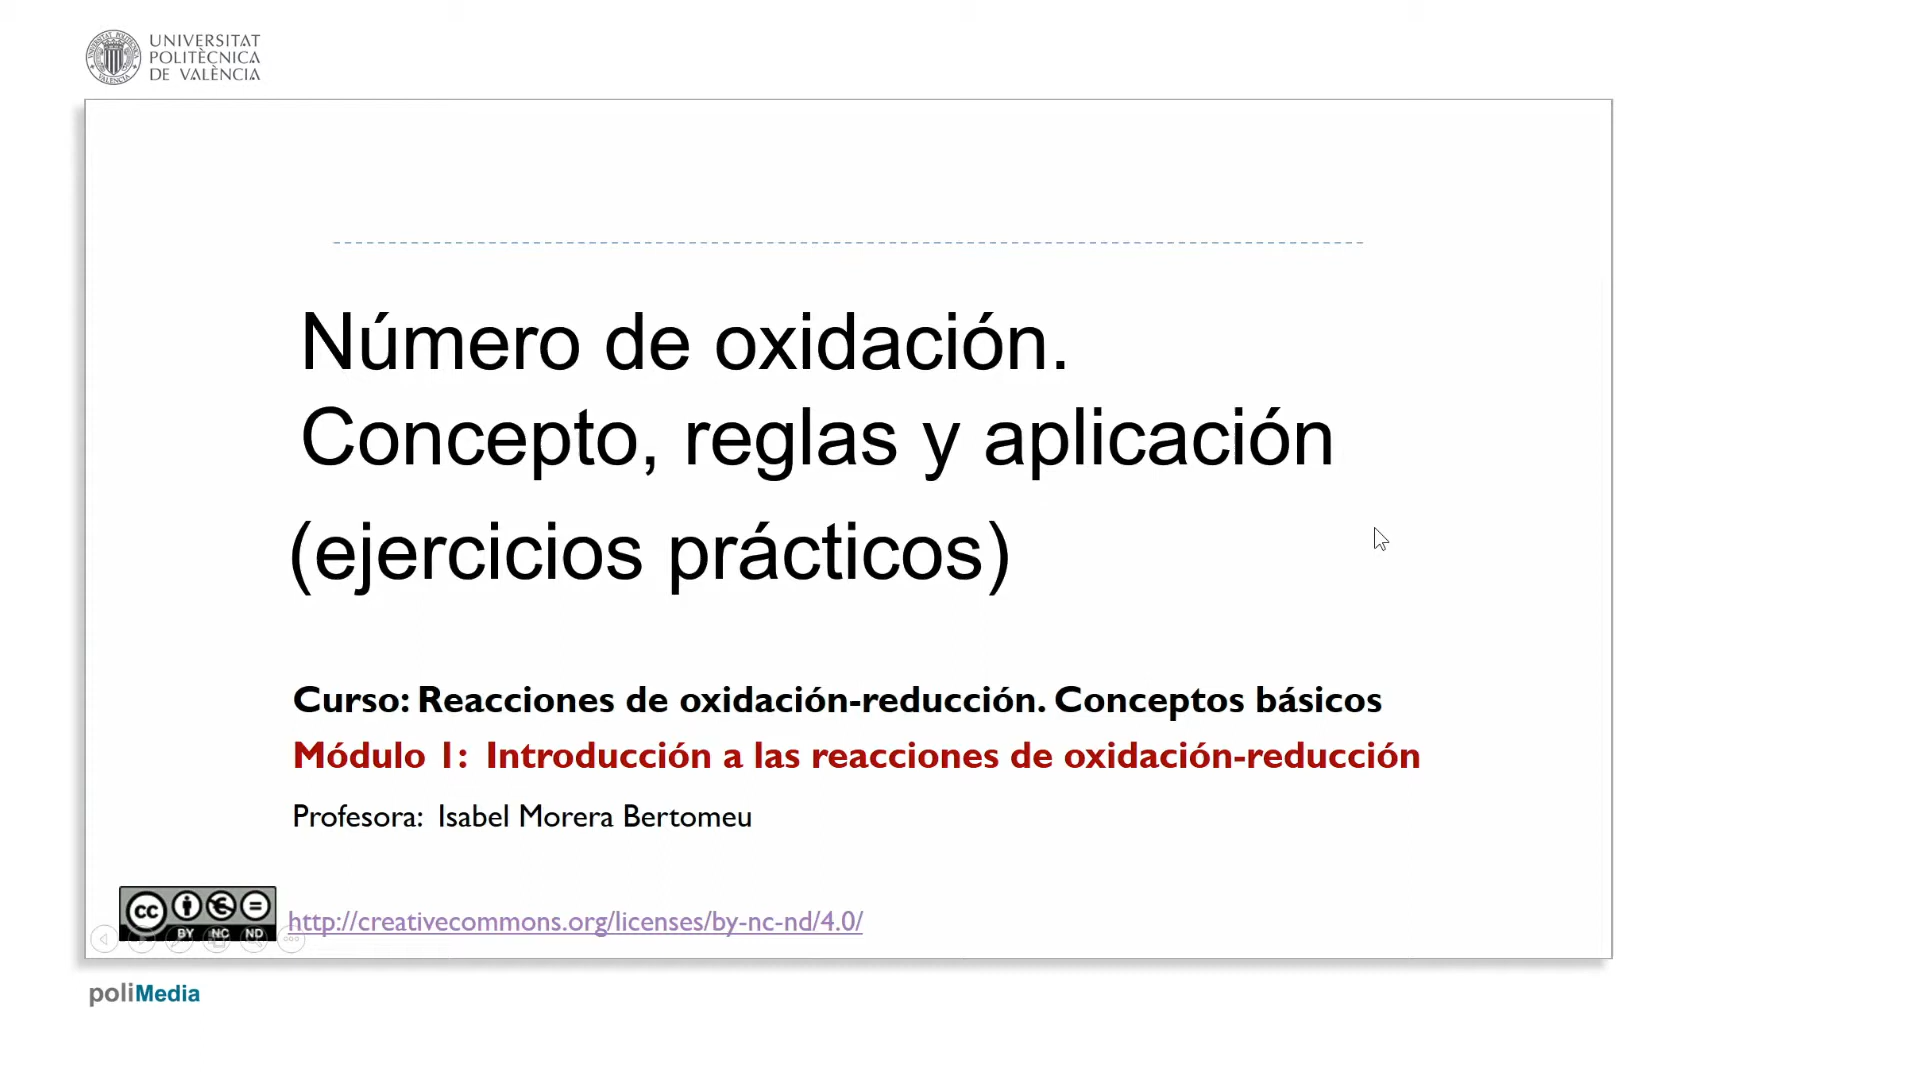 UNIVERSITAT
POLITÈCNICA
DE VALÈNCIA
Número de oxidación.
Concepto, reglas y aplicación
(ejercicios prácticos)
Curso: Reacciones de oxidación-reducción. Conceptos básicos
Módulo 1: Introducción a las reacciones de oxidación-reducción
Profesora: Isabel Morera Bertomeu
cc
BY NC ND
http://creativecommons.org/licenses/by-nc-nd/4.0/
poliMedia